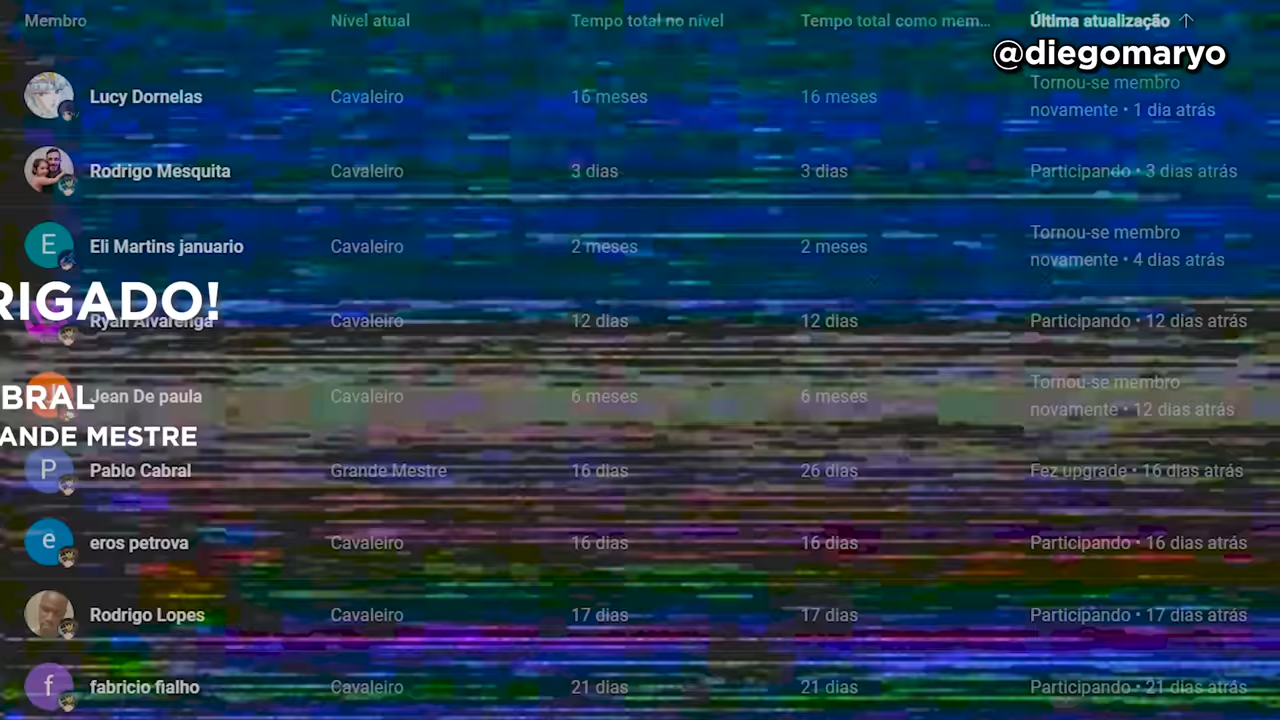 Membro Nível atual Tempo total no nível Tempo total como mem... Última atualização ↑
@diegomaryo
Lucy Dornelas Cavaleiro 16 meses 16 meses Tornou-se membro
novamente • 1 dia atrás
Rodrigo Mesquita Cavaleiro 3 dias 3 dias Participando • 3 dias atrás
E Eli Martins januario Cavaleiro 2 meses 2 meses Tornou-se membro
novamente • 4 dias atrás
RIGADO!
Ryan Alvarenga Cavaleiro 12 dias 12 dias Participando • 12 dias atrás
BRAL
Jean De paula Cavaleiro 6 meses 6 meses Tornou-se membro
novamente • 12 dias atrás
ANDE MESTRE
P Pablo Cabral Grande Mestre 16 dias 26 dias Fez upgrade • 16 dias atrás
e eros petrova Cavaleiro 16 dias 16 dias Participando • 16 dias atrás
Rodrigo Lopes Cavaleiro 17 dias 17 dias Participando • 17 dias atrás
f fabricio fialho Cavaleiro 21 dias 21 dias Participando • 21 dias atrás